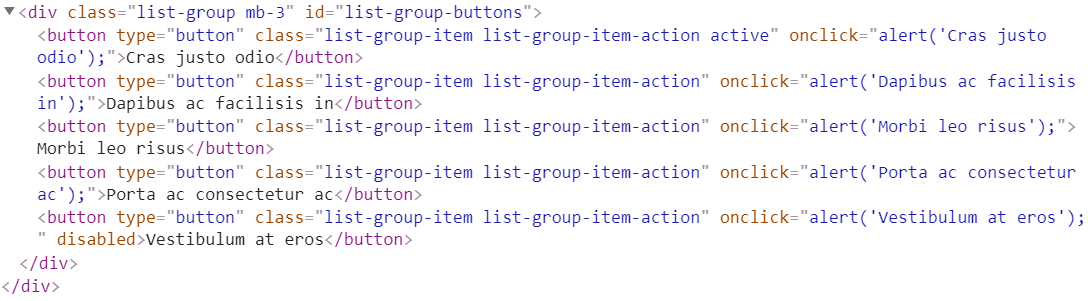 ▼<div class="list-group mb-3" id="list-group-buttons">
<button type="button" class="list-group-item list-group-item-action active" onclick="alert('Cras justo
odio');">Cras justo odio</button>
<button type="button" class="list-group-item list-group-item-action" onclick="alert('Dapibus ac facilisis
in');">Dapibus ac facilisis in</button>
<button type="button" class="list-group-item list-group-item-action" onclick="alert('Morbi leo risus');">
Morbi leo risus</button>
<button type="button" class="list-group-item list-group-item-action" onclick="alert('Porta ac consectetur
ac');">Porta ac consectetur ac</button>
<button type="button" class="list-group-item list-group-item-action" onclick="alert('Vestibulum at eros');
" disabled>Vestibulum at eros</button>
</div>
</div>